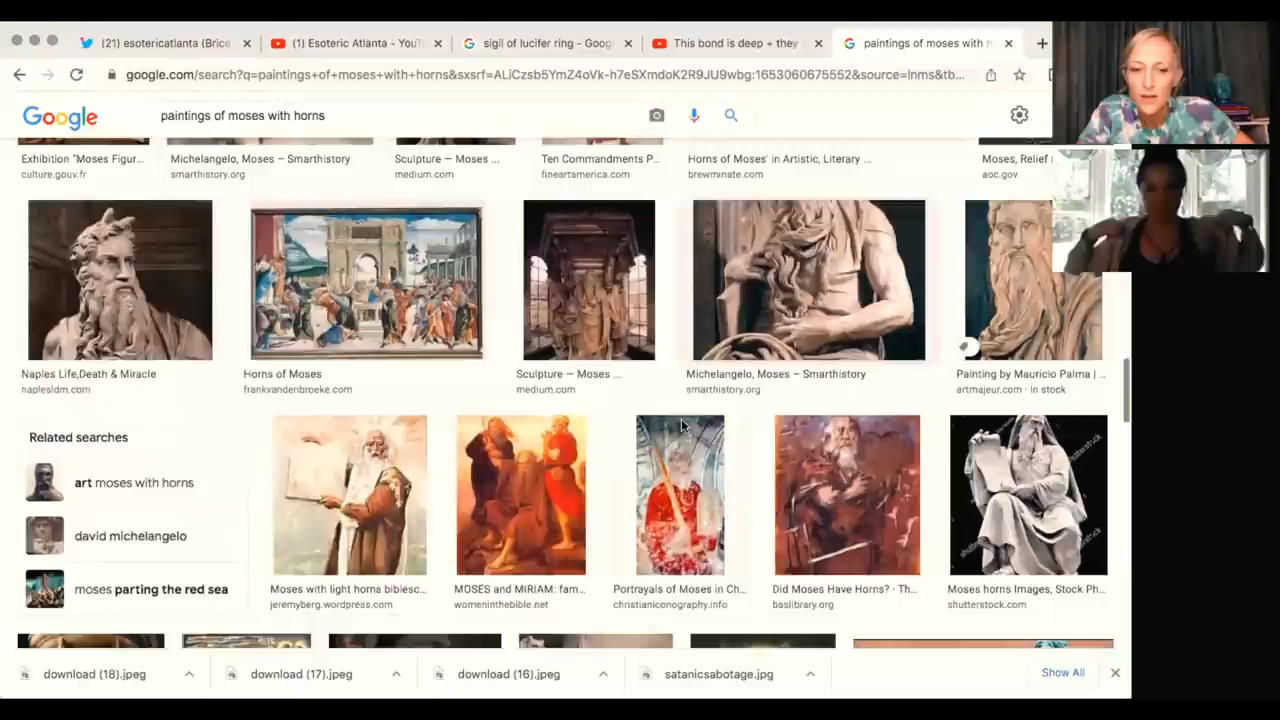 (21) esotericatlanta (Brice
(1) Esoteric Atlanta - YouT
sigil of lucifer ring - Goog
This bond is deep + they
paintings of moses with h
google.com/search?q=paintings+of+moses+with+horns&sxsrf=ALiCzsb5YmZ4oVk-h7eSXmdoK2R9JU9wbg:1653060675552&source=lnms&tb...
Google
paintings of moses with horns
Exhibition "Moses Figur...
Michelangelo, Moses – Smarthistory
Sculpture — Moses ...
Ten Commandments P...
Horns of Moses' in Artistic, Literary ...
Moses, Relief
culture.gouv.fr
smarthistory.org
medium.com
fineartamerica.com
brewminate.com
aoc.gov
Naples Life,Death & Miracle
Horns of Moses
Sculpture — Moses ...
Michelangelo, Moses – Smarthistory
Painting by Mauricio Palma | ...
naplesldm.com
frankvandenbroeke.com
medium.com
smarthistory.org
artmajeur.com · In stock
Related searches
art moses with horns
david michelangelo
moses parting the red sea
shutterstock
Moses with light horns biblesc...
MOSES and MIRIAM: fam...
Portrayals of Moses in Ch...
Did Moses Have Horns? · Th...
Moses horns Images, Stock Ph...
jeremyberg.wordpress.com
womeninthebible.net
christianiconography.info
baslibrary.org
shutterstock.com
download (18).jpeg
download (17).jpeg
download (16).jpeg
satanicsabotage.jpg
Show All